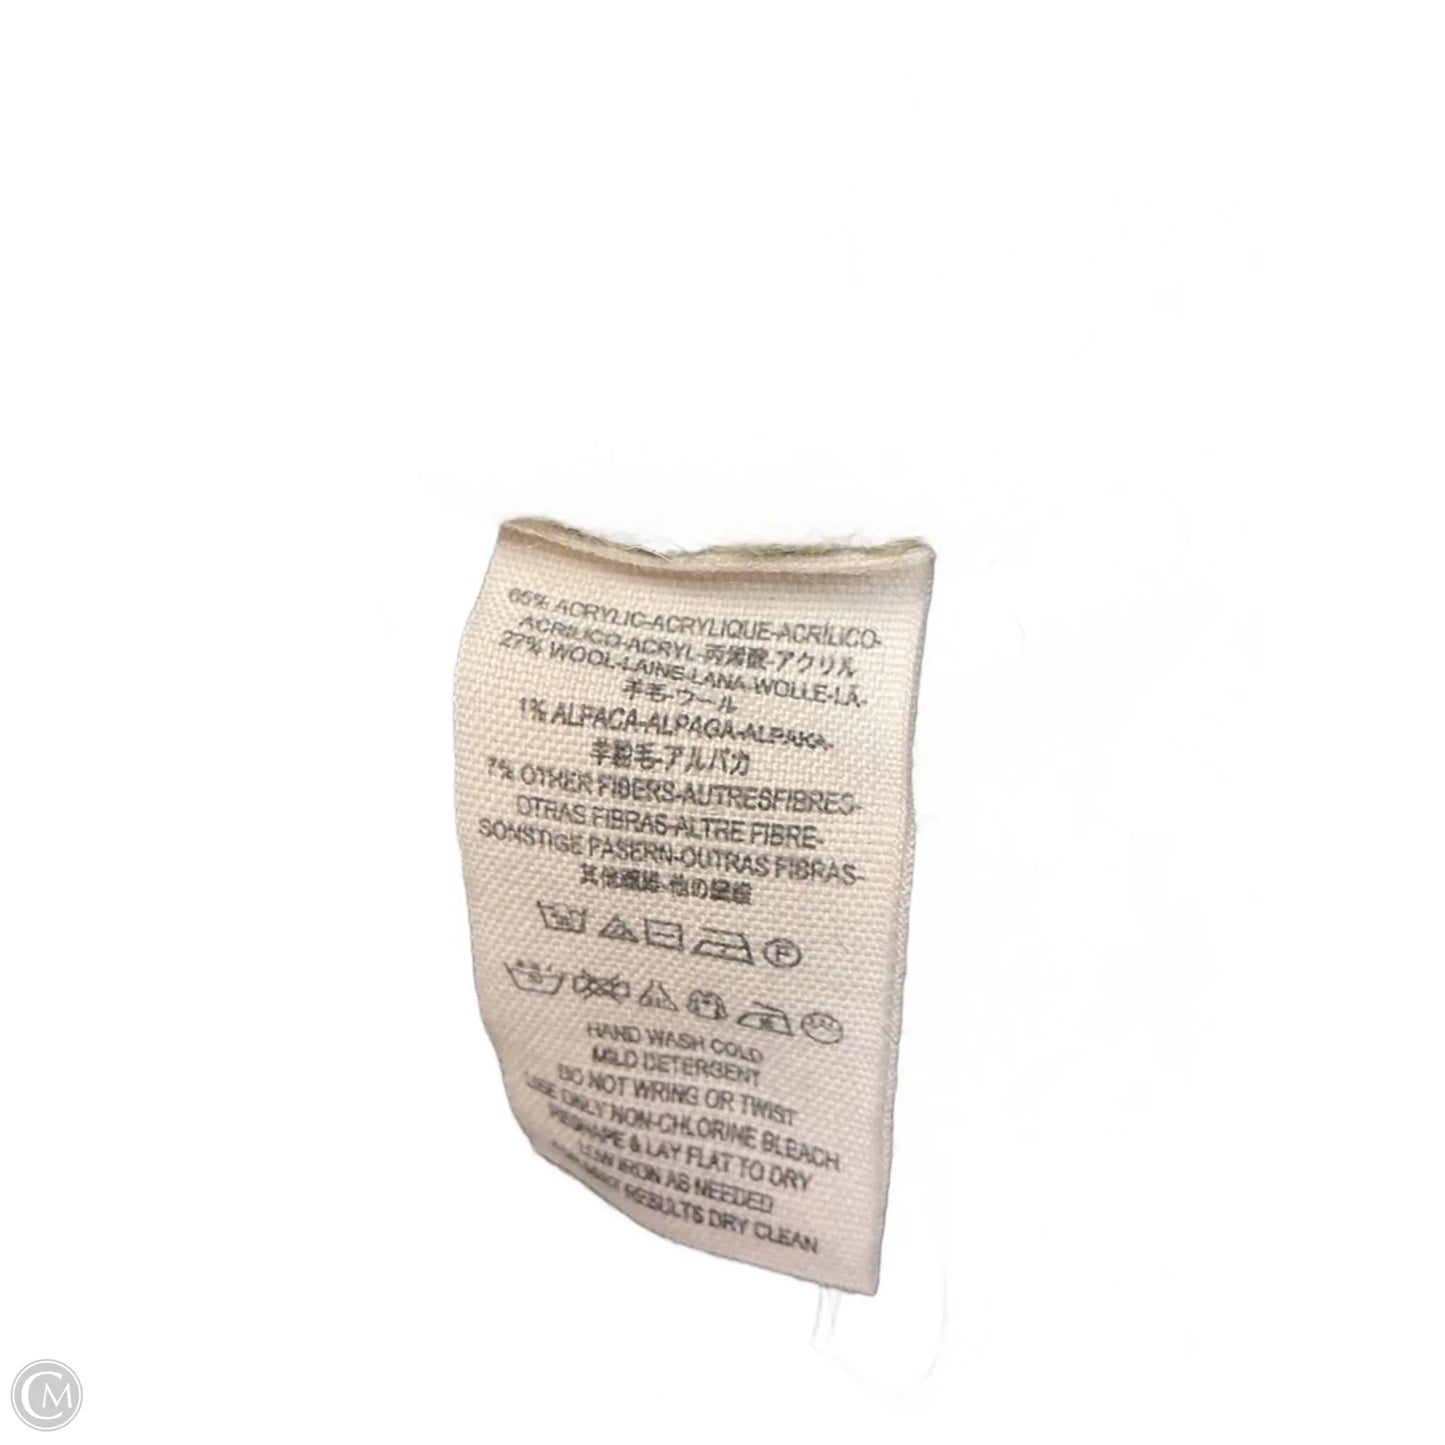 65% ACRYLIC-ACRYLIQUE-ACRÍLICO-
ACRILICO-ACRYL-丙烯酸-アクリル
27% WOOL-LAINE-LANA-WOLLE-LÃ-
羊毛-ウール
1% ALPACA-ALPAGA-ALPAKA-
羊驼毛-アルパカ
7% OTHER FIBERS-AUTRESFIBRES-
OTRAS FIBRAS-ALTRE FIBRE-
SONSTIGE FASERN-OUTRAS FIBRAS-
其他纖維-他の繊維
P
HAND WASH COLD
MILD DETERGENT
DO NOT WRING OR TWIST
USE ONLY NON-CHLORINE BLEACH
RESHAPE & LAY FLAT TO DRY
LOW IRON AS NEEDED
RESULTS DRY CLEAN
CM